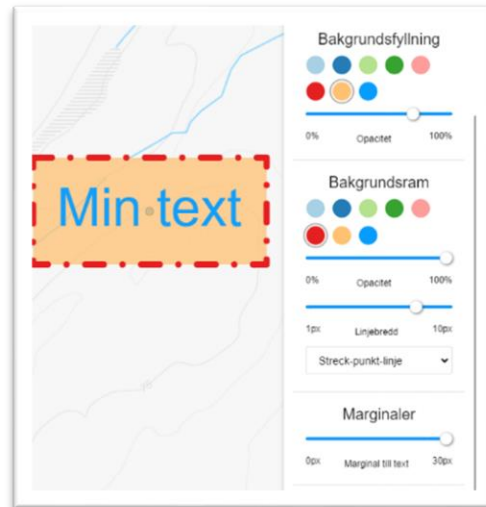 Min text
Bakgrundsfyllning
0% Opacitet 100%
Bakgrundsram
0% Opacitet 100%
1px Linjebredd 10px
Streck-punkt-linje
Marginaler
0px Marginal till text 30px